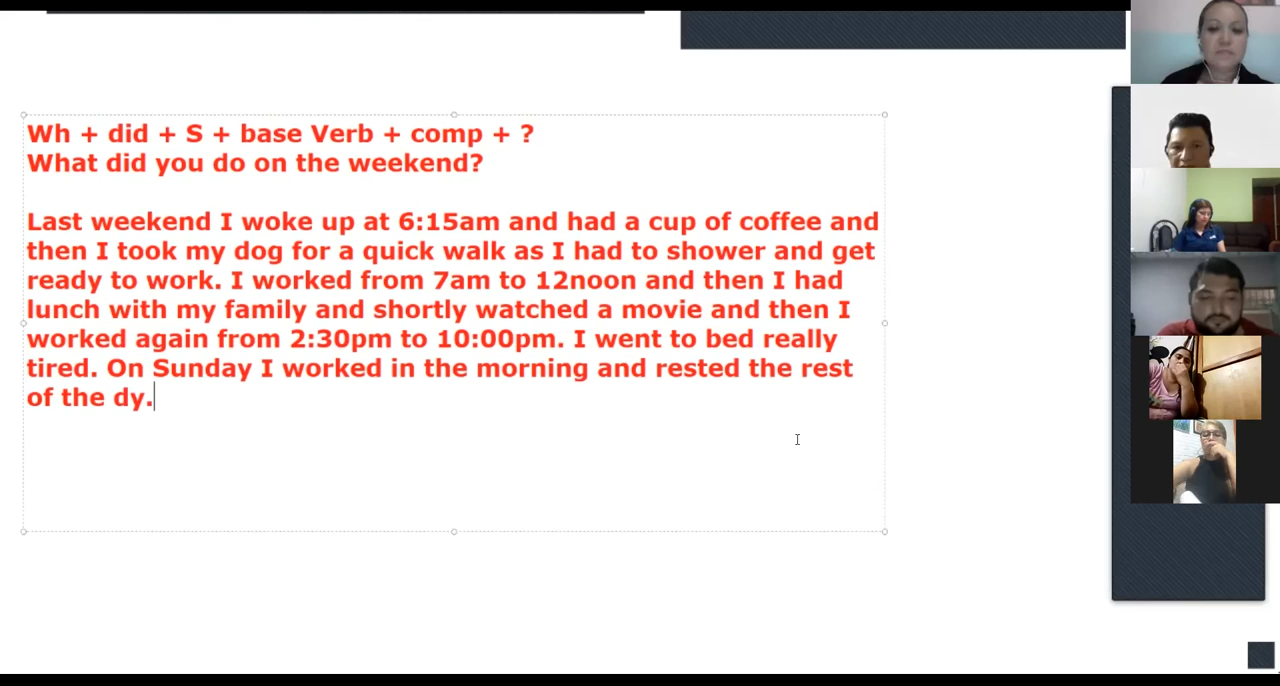 Wh + did + S + base Verb + comp + ?
What did you do on the weekend?
Last weekend I woke up at 6:15am and had a cup of coffee and
then I took my dog for a quick walk as I had to shower and get
ready to work. I worked from 7am to 12noon and then I had
lunch with my family and shortly watched a movie and then I
worked again from 2:30pm to 10:00pm. I went to bed really
tired. On Sunday I worked in the morning and rested the rest
of the dy.